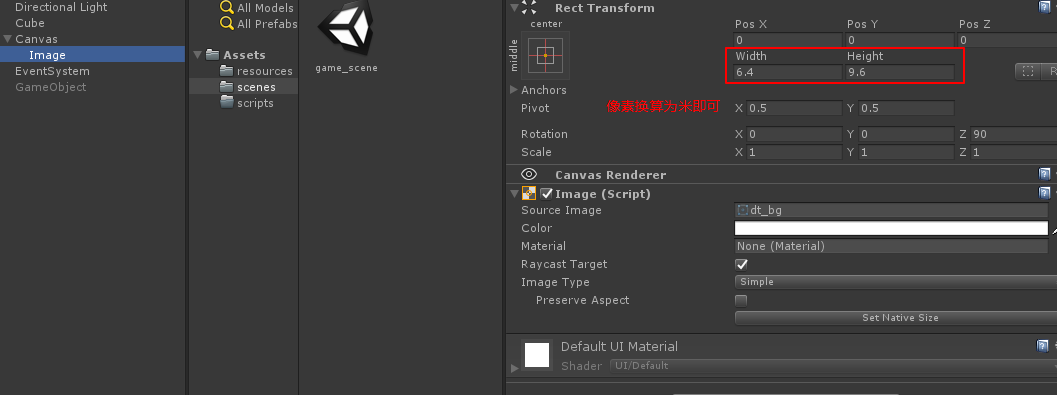 Directional Light
Cube
Canvas
Image
EventSystem
GameObject
All Models
All Prefabs
Assets
resources
scenes
scripts
game_scene
Rect Transform
center
middle
Pos X Pos Y Pos Z
0 0 0
Width Height
6.4 9.6
R
Anchors
Pivot X 0.5 Y 0.5
像素换算为米即可
Rotation X 0 Y 0 Z 90
Scale X 1 Y 1 Z 1
Canvas Renderer
Image (Script)
Source Image dt_bg
Color
Material None (Material)
Raycast Target
Image Type Simple
Preserve Aspect
Set Native Size
Default UI Material
Shader UI/Default